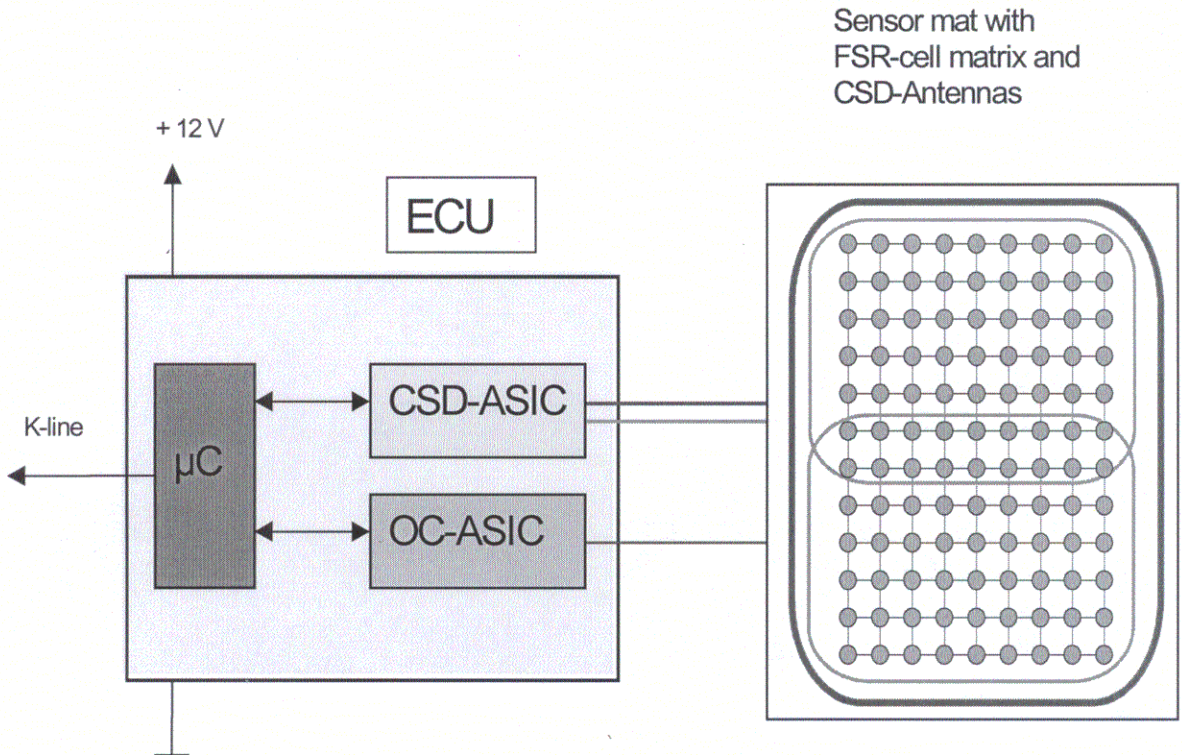 Sensor mat with
FSR-cell matrix and
CSD-Antennas
+ 12 V
ECU
CSD-ASIC
K-line
µC
OC-ASIC